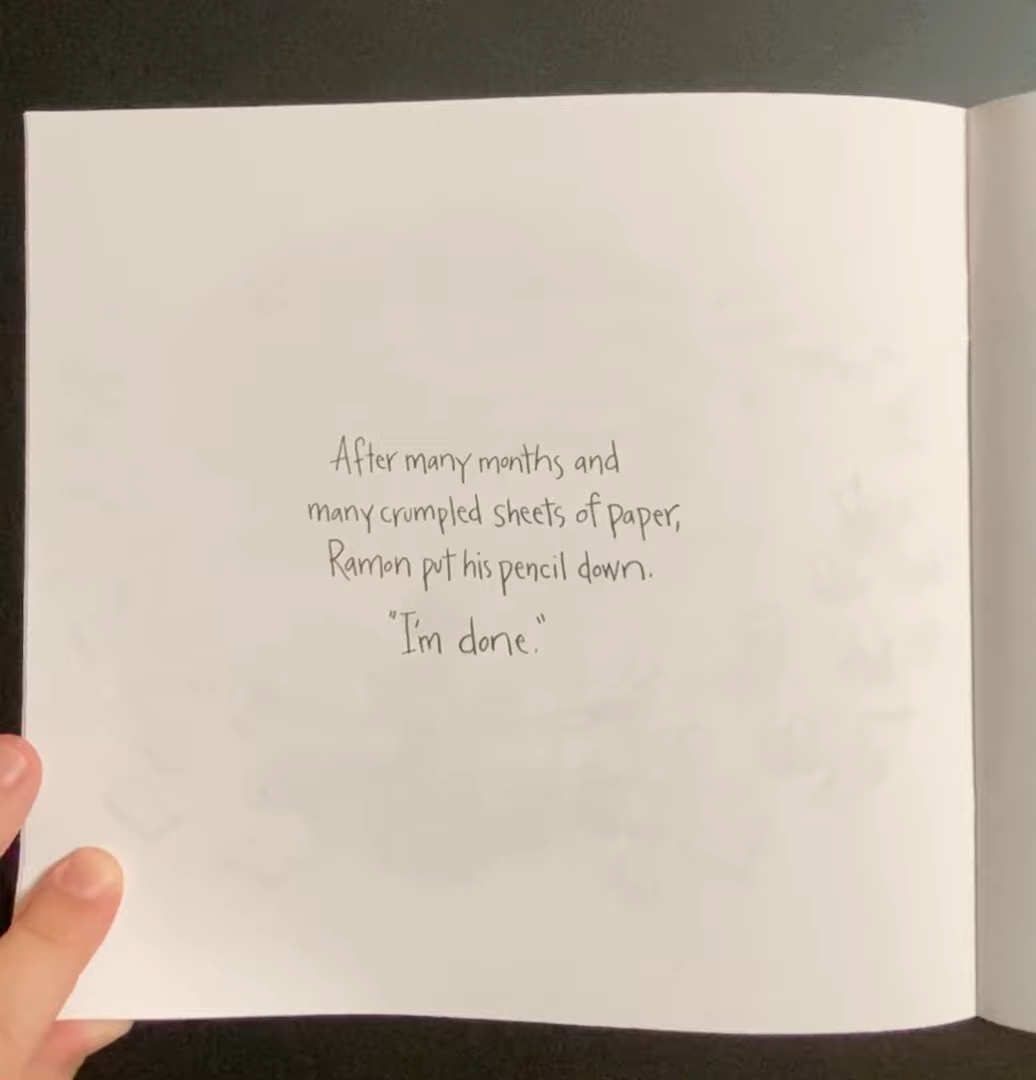 After many months and
many crumpled sheets of paper,
Ramon put his pencil down.
"I'm done."